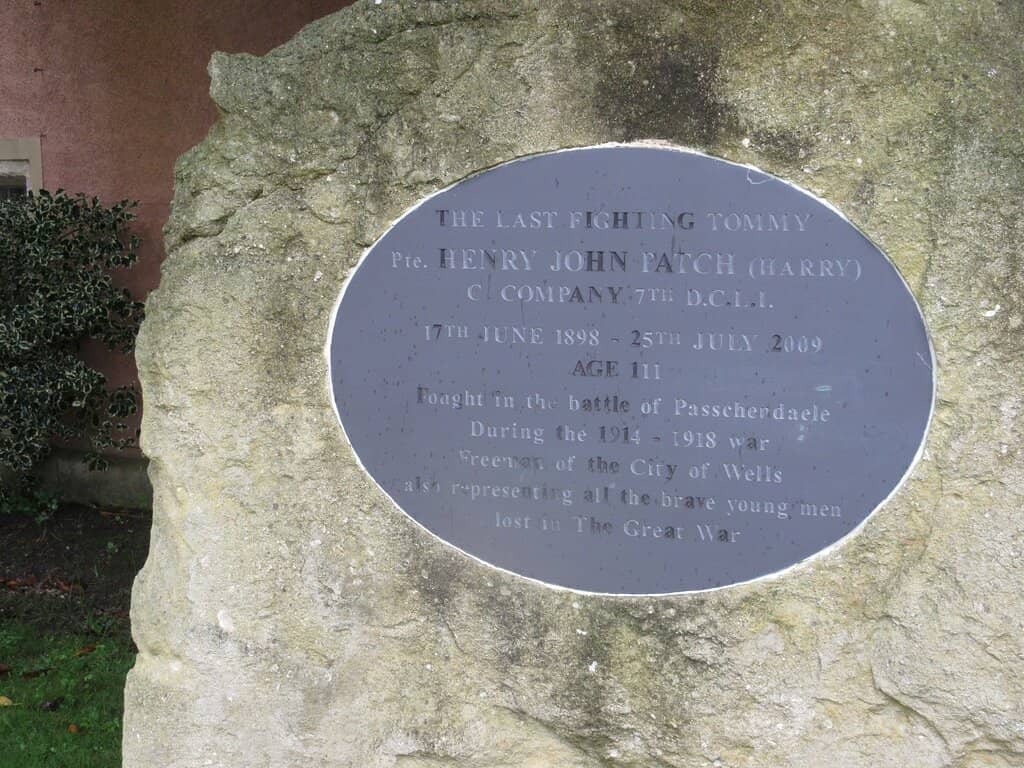 THE LAST FIGHTING TOMMY
Pte. HENRY JOHN PATCH (HARRY)
C COMPANY 7TH D.C.L.I.
17TH JUNE 1898 - 25TH JULY 2009
AGE 111
Fought in the battle of Passchendaele
During the 1914 - 1918 war
Freeman of the City of Wells
also representing all the brave young men
lost in The Great War